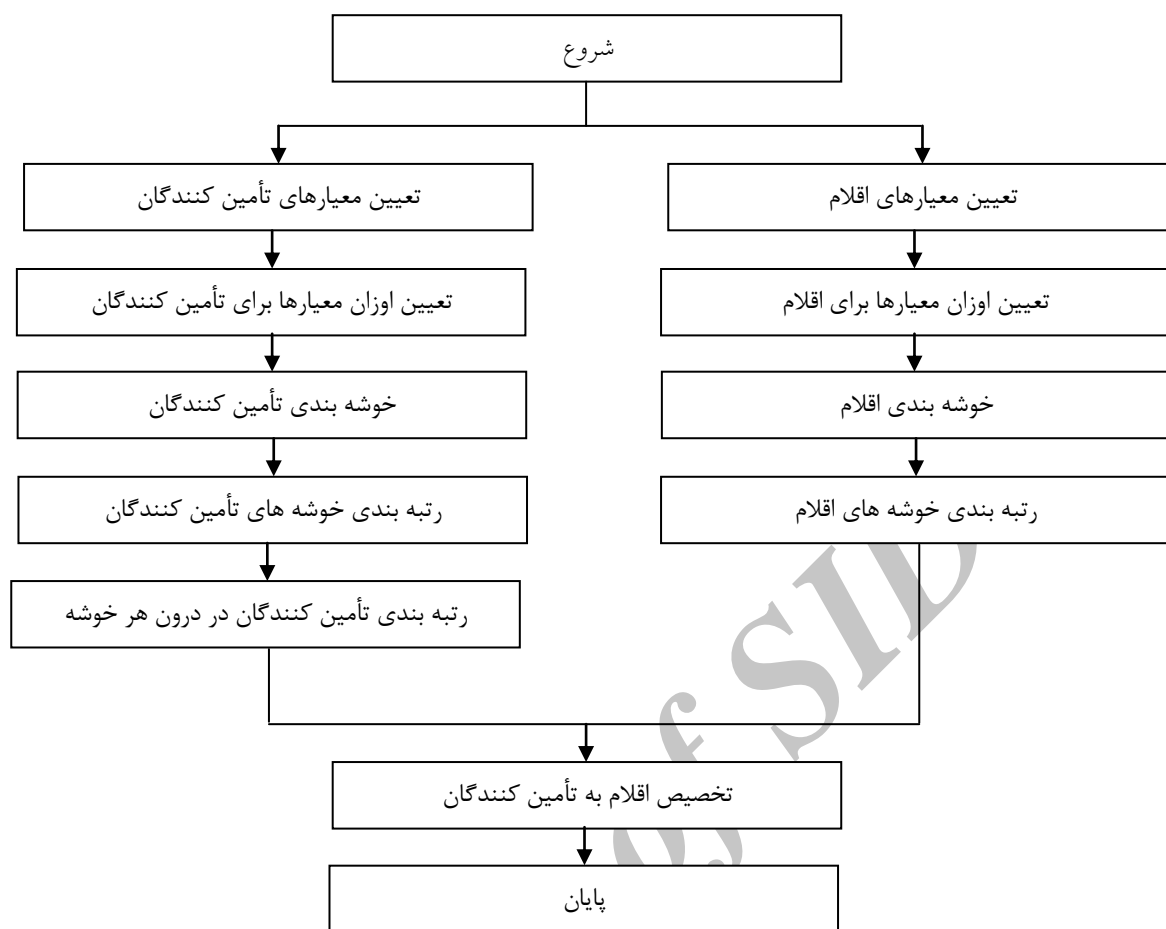 شروع
تعیین معیارهای اقلام
تعیین معیارهای تأمین کنندگان
تعیین اوزان معیارها برای اقلام
تعیین اوزان معیارها برای تأمین کنندگان
خوشه بندی اقلام
خوشه بندی تأمین کنندگان
رتبه بندی خوشه های اقلام
رتبه بندی خوشه های تأمین کنندگان
رتبه بندی تأمین کنندگان در درون هر خوشه
تخصیص اقلام به تأمین کنندگان
پایان
of SID